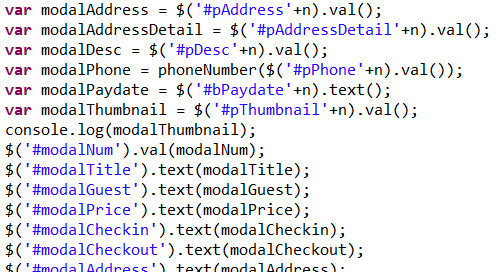 var modalAddress = $('#pAddress'+n).val();
var modalAddressDetail = $('#pAddressDetail'+n).val();
var modalDesc = $('#pDesc'+n).val();
var modalPhone = phoneNumber($('#pPhone'+n).val());
var modalPaydate = $('#bPaydate'+n).text();
var modalThumbnail = $('#pThumbnail'+n).val();
console.log(modalThumbnail);
$('#modalNum').val(modalNum);
$('#modalTitle').text(modalTitle);
$('#modalGuest').text(modalGuest);
$('#modalPrice').text(modalPrice);
$('#modalCheckin').text(modalCheckin);
$('#modalCheckout').text(modalCheckout);
$('#modalAddress').text(modalAddress);